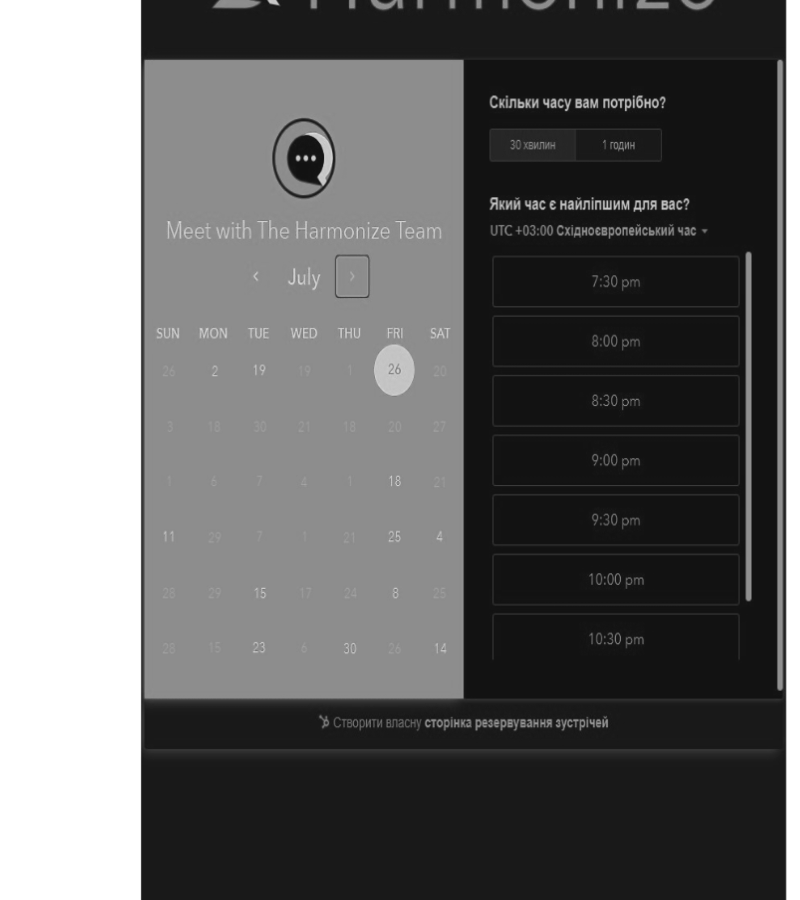 Harmonize
Meet with The Harmonize Team
July
SUN MON TUE WED THU FRI SAT
26 2 19 19 1 26 20
3 18 30 21 18 20 27
1 6 7 4 1 18 21
11 29 7 1 21 25 4
28 29 15 17 24 8 25
28 15 23 6 30 26 14
Скільки часу вам потрібно?
30 хвилин 1 годин
Який час є найліпшим для вас?
UTC +03:00 Східноєвропейський час
7:30 pm
8:00 pm
8:30 pm
9:00 pm
9:30 pm
10:00 pm
10:30 pm
Створити власну сторінка резервування зустрічей